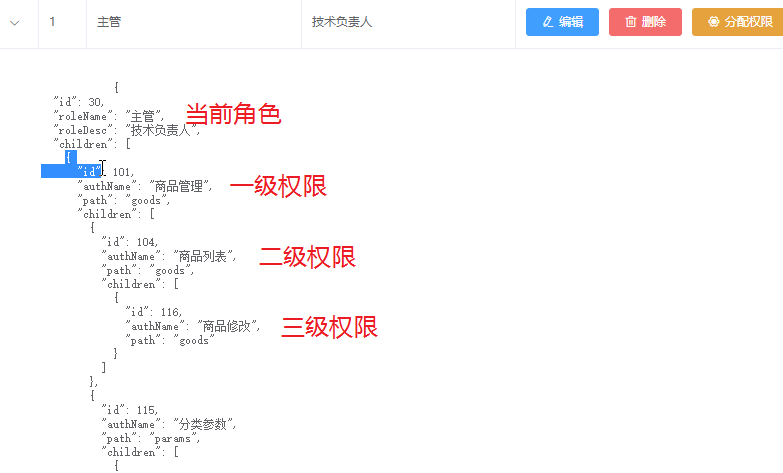 1 主管 技术负责人 编辑 删除 分配权限
{
"id": 30,
"roleName": "主管", 当前角色
"roleDesc": "技术负责人",
"children": [
{
"id": 101,
"authName": "商品管理", 一级权限
"path": "goods",
"children": [
{
"id": 104,
"authName": "商品列表", 二级权限
"path": "goods",
"children": [
{
"id": 116,
"authName": "商品修改", 三级权限
"path": "goods"
}
]
},
{
"id": 115,
"authName": "分类参数",
"path": "params",
"children": [
{